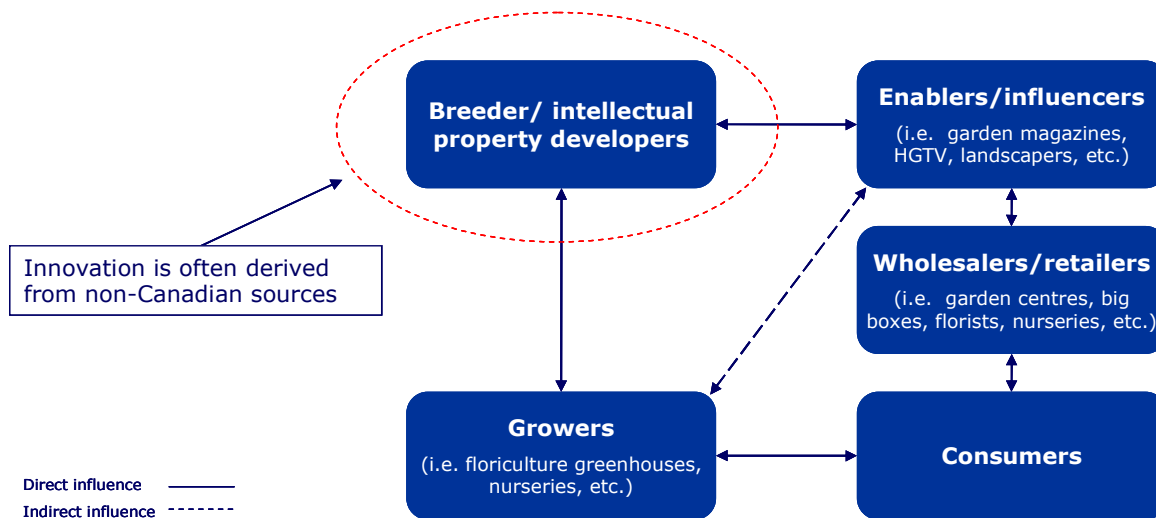 Breeder/ intellectual
property developers
Enablers/influencers
(i.e. garden magazines,
HGTV, landscapers, etc.)
Innovation is often derived
from non-Canadian sources
Wholesalers/retailers
(i.e. garden centres, big
boxes, florists, nurseries, etc.)
Growers
(i.e. floriculture greenhouses,
nurseries, etc.)
Consumers
Direct influence
Indirect influence